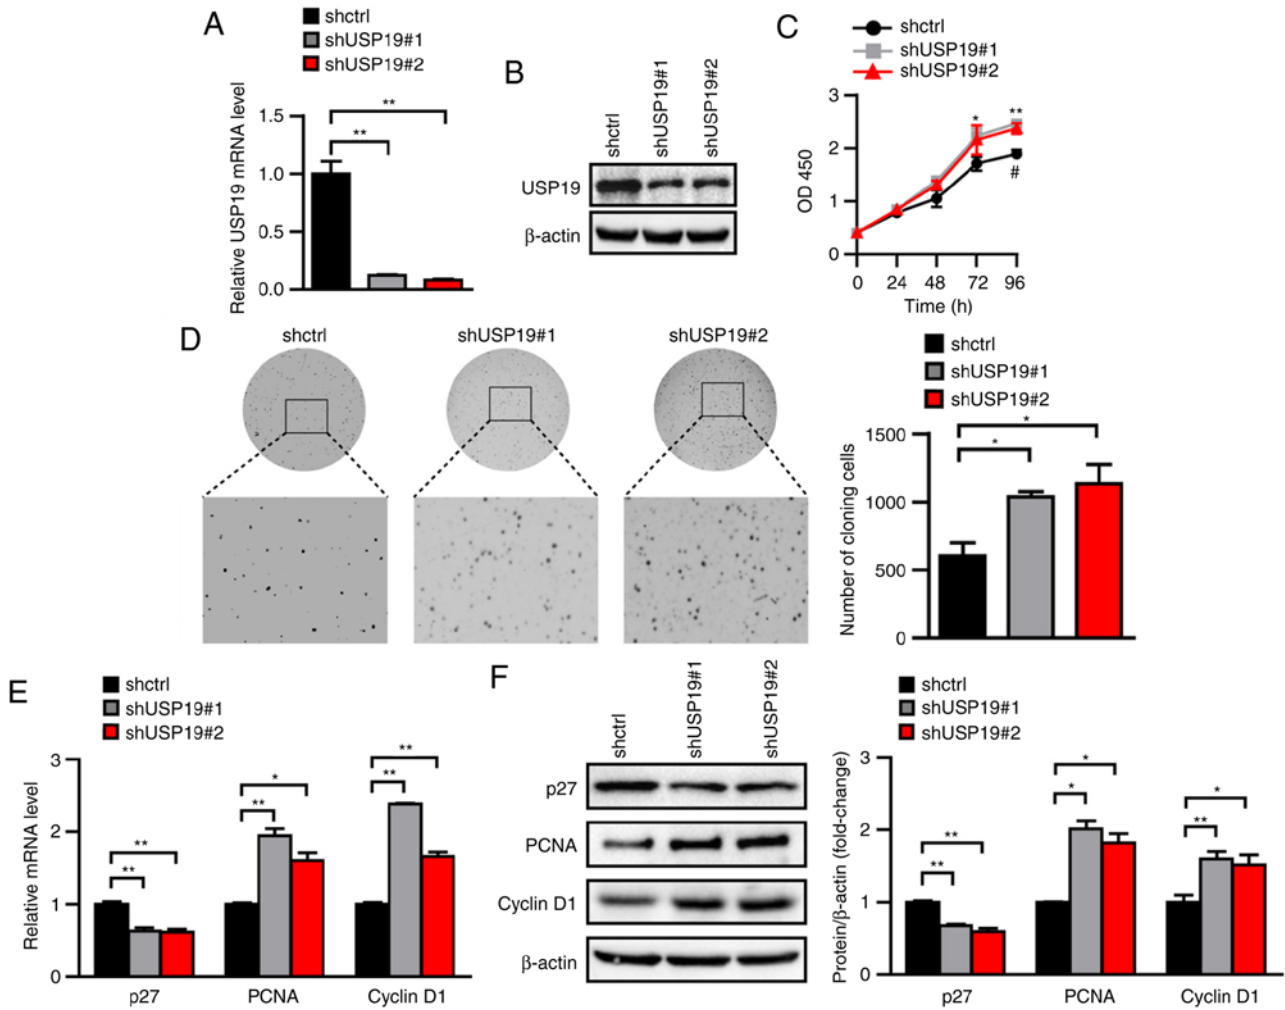 A
shctrl
shUSP19#1
shUSP19#2
Relative USP19 mRNA level
1.5
1.0
0.5
0.0
**
**
B
shctrl
shUSP19#1
shUSP19#2
USP19
β-actin
C
shctrl
shUSP19#1
shUSP19#2
OD 450
3
2
1
0
*
**
#
0 24 48 72 96
Time (h)
D
shctrl
shUSP19#1
shUSP19#2
shctrl
shUSP19#1
shUSP19#2
Number of cloning cells
1500
1000
500
0
*
*
E
shctrl
shUSP19#1
shUSP19#2
Relative mRNA level
3
2
1
0
**
**
*
**
**
**
p27 PCNA Cyclin D1
F
shctrl
shUSP19#1
shUSP19#2
p27
PCNA
Cyclin D1
β-actin
shctrl
shUSP19#1
shUSP19#2
Protein/β-actin (fold-change)
3
2
1
0
**
**
*
*
*
**
p27 PCNA Cyclin D1